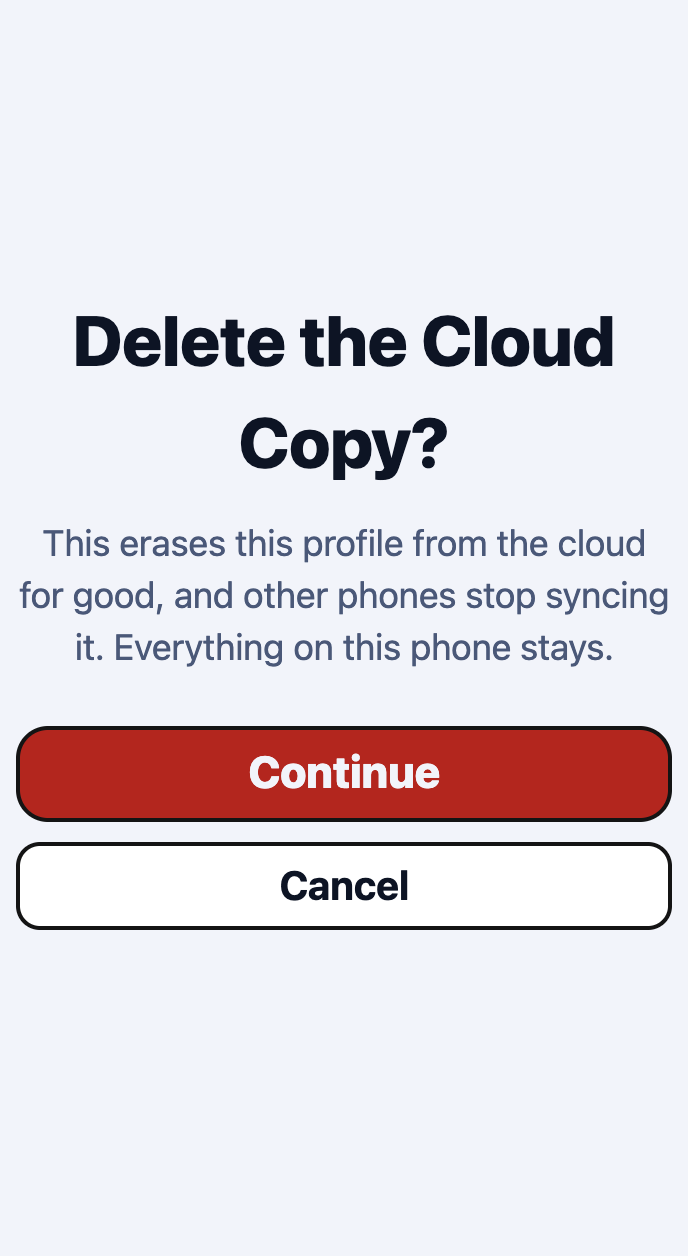 Delete the Cloud
Copy?
This erases this profile from the cloud
for good, and other phones stop syncing
it. Everything on this phone stays.
Continue
Cancel